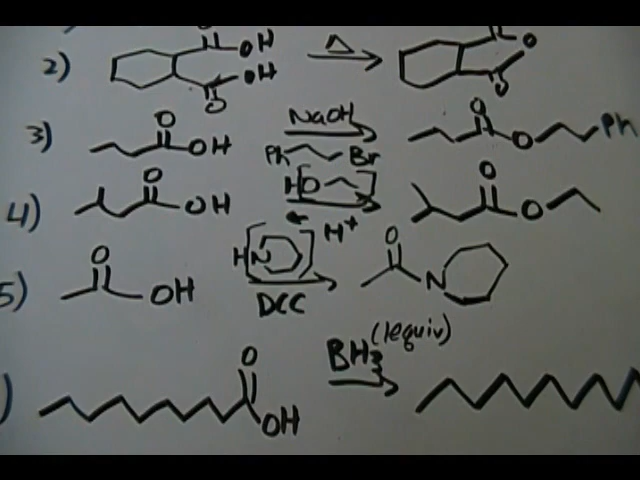 2) O OH OH O Δ O O O
3) O OH NaOH Ph Br O O Ph
4) O OH [HO ] H+ O O
5) O OH [HN ] DCC O N
) O OH BH3 (1equiv)